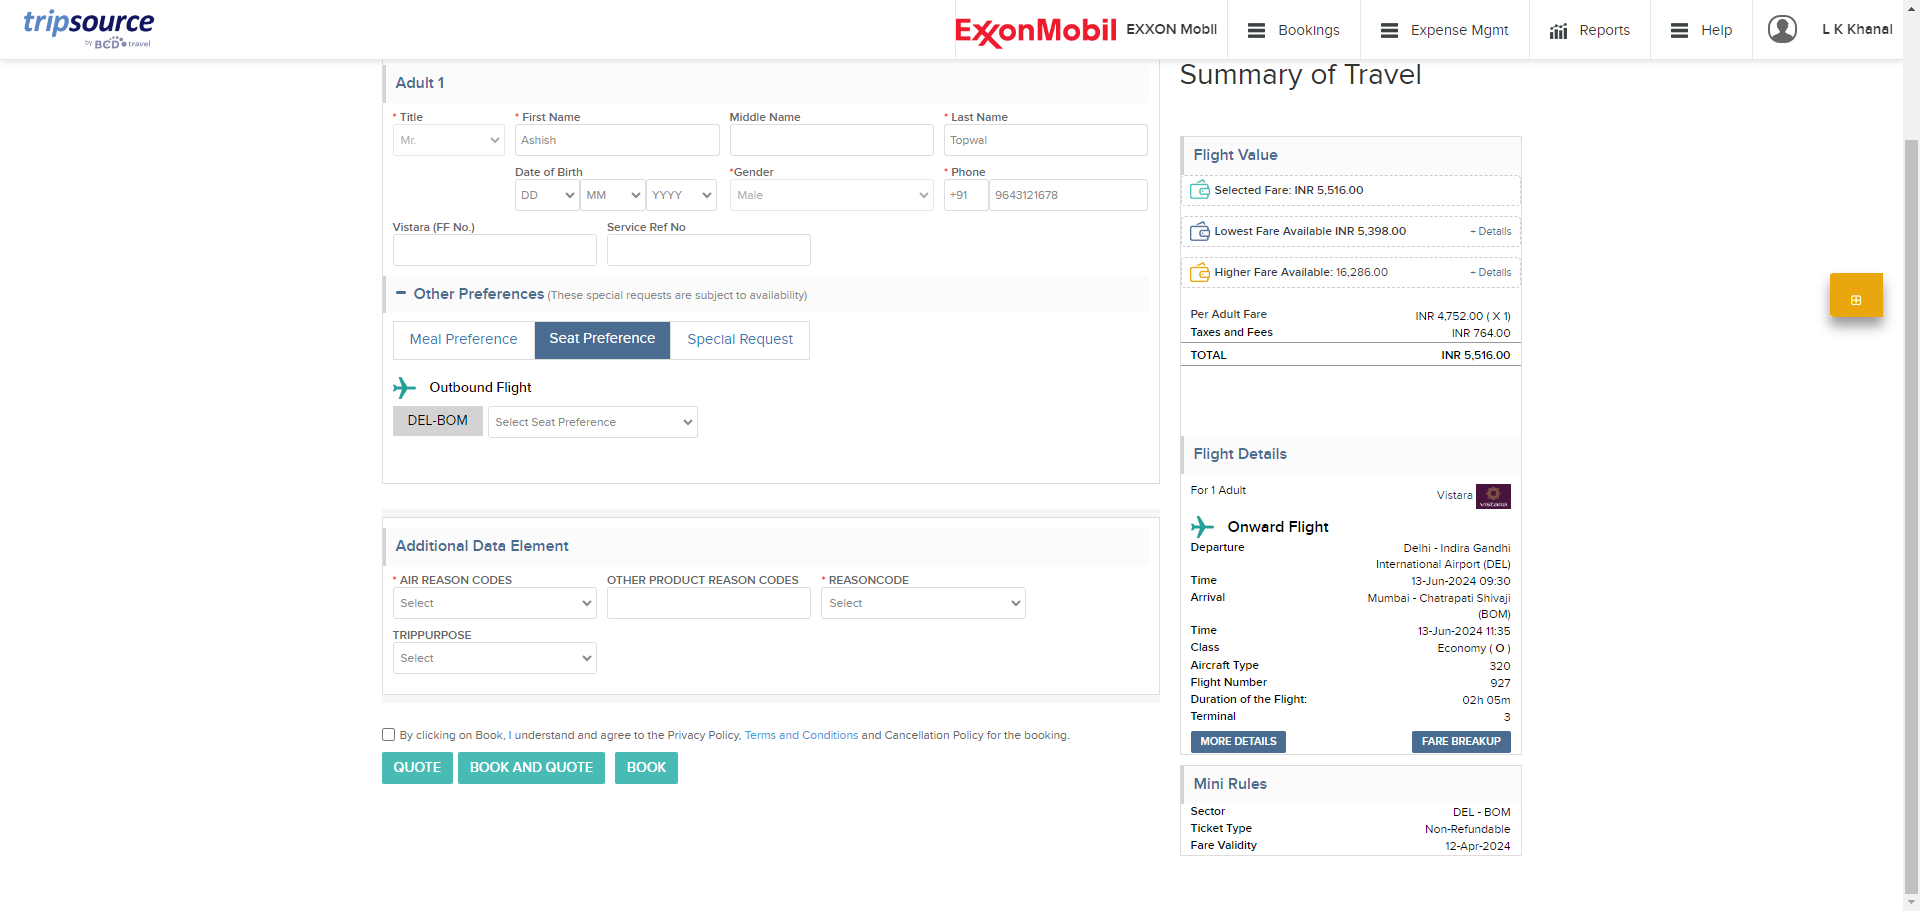 tripsource
by BCD travel
ExxonMobil EXXON Mobil
Bookings
Expense Mgmt
Reports
Help
L K Khanal
Adult 1
* Title
* First Name
Middle Name
* Last Name
Mr.
Ashish
Topwal
Date of Birth
*Gender
* Phone
DD
MM
YYYY
Male
+91
9643121678
Vistara (FF No.)
Service Ref No
Other Preferences (These special requests are subject to availability)
Meal Preference
Seat Preference
Special Request
Outbound Flight
DEL-BOM
Select Seat Preference
Additional Data Element
* AIR REASON CODES
OTHER PRODUCT REASON CODES
* REASONCODE
Select
Select
TRIPPURPOSE
Select
By clicking on Book, I understand and agree to the Privacy Policy, Terms and Conditions and Cancellation Policy for the booking.
QUOTE
BOOK AND QUOTE
BOOK
Summary of Travel
Flight Value
Selected Fare: INR 5,516.00
Lowest Fare Available INR 5,398.00 + Details
Higher Fare Available: 16,286.00 + Details
Per Adult Fare INR 4,752.00 ( X 1)
Taxes and Fees INR 764.00
TOTAL INR 5,516.00
Flight Details
For 1 Adult Vistara VISTARA
Onward Flight
Departure Delhi - Indira Gandhi
International Airport (DEL)
Time 13-Jun-2024 09:30
Arrival Mumbai - Chatrapati Shivaji
(BOM)
Time 13-Jun-2024 11:35
Class Economy ( O )
Aircraft Type 320
Flight Number 927
Duration of the Flight: 02h 05m
Terminal 3
MORE DETAILS
FARE BREAKUP
Mini Rules
Sector DEL - BOM
Ticket Type Non-Refundable
Fare Validity 12-Apr-2024